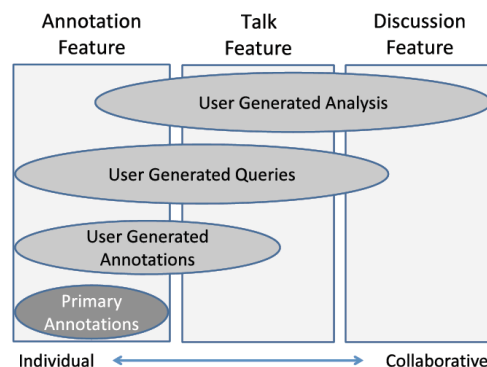 Annotation Feature
Talk Feature
Discussion Feature
User Generated Analysis
User Generated Queries
User Generated
Annotations
Primary
Annotations
Individual
Collaborative